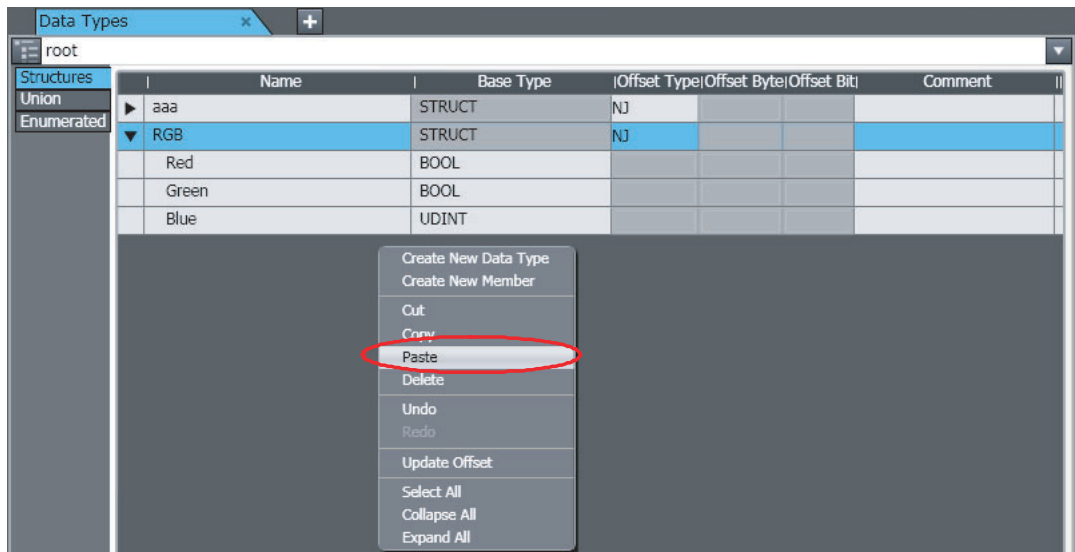 Data Types × +
root
Structures
Union
Enumerated
Name Base Type Offset Type Offset Byte Offset Bit Comment
aaa STRUCT NJ
RGB STRUCT NJ
Red BOOL
Green BOOL
Blue UDINT
Create New Data Type
Create New Member
Cut
Copy
Paste
Delete
Undo
Redo
Update Offset
Select All
Collapse All
Expand All